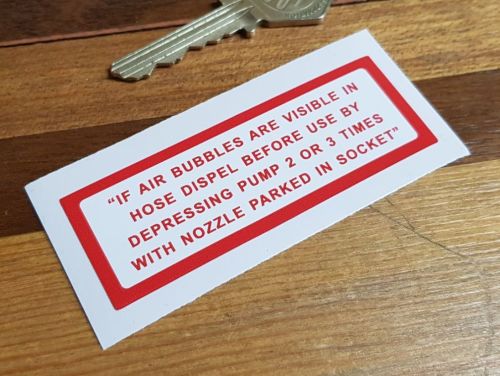 "IF AIR BUBBLES ARE VISIBLE IN
HOSE DISPEL BEFORE USE BY
DEPRESSING PUMP 2 OR 3 TIMES
WITH NOZZLE PARKED IN SOCKET"